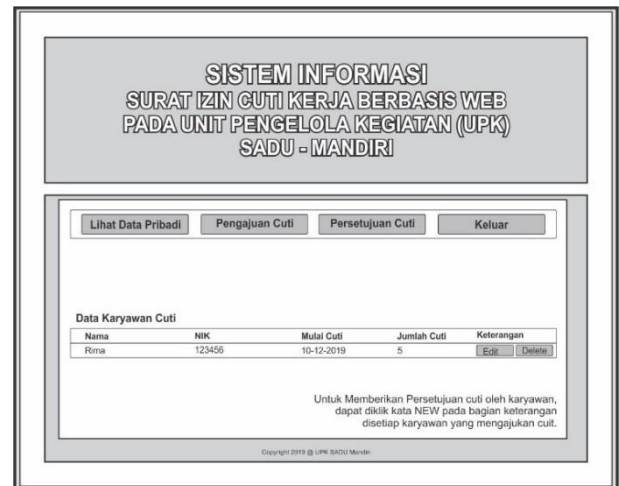 SISTEM INFORMASI
SURAT IZIN CUTI KERJA BERBASIS WEB
PADA UNIT PENGELOLA KEGIATAN (UPK)
SADU - MANDIRI
Lihat Data Pribadi Pengajuan Cuti Persetujuan Cuti Keluar
Data Karyawan Cuti
Nama NIK Mulai Cuti Jumlah Cuti Keterangan
Rima 123456 10-12-2019 5 Edit Delete
Untuk Memberikan Persetujuan cuti oleh karyawan,
dapat diklik kata NEW pada bagian keterangan
disetiap karyawan yang mengajukan cuit.
Copyright 2019 @ UPK SADU Mandiri